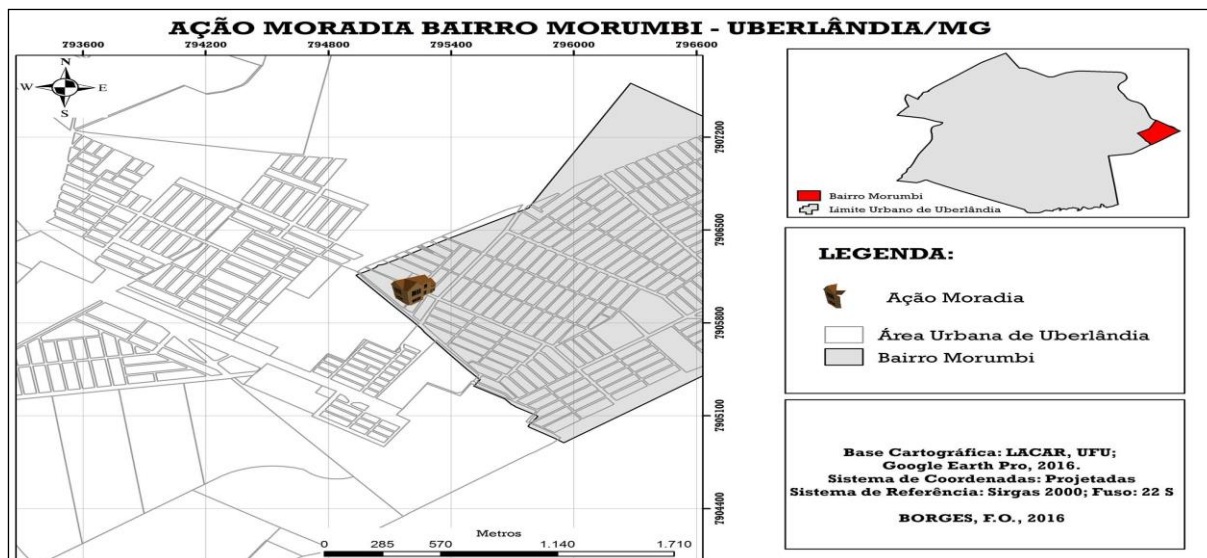 AÇÃO MORADIA BAIRRO MORUMBI - UBERLÂNDIA/MG
793600 794200 794800 795400 796000 796600
N
W E
S
7907200
7906500
7905800
7905100
7904400
Metros
0 285 570 1.140 1.710
Bairro Morumbi
Limite Urbano de Uberlândia
LEGENDA:
Ação Moradia
Área Urbana de Uberlândia
Bairro Morumbi
Base Cartográfica: LACAR, UFU;
Google Earth Pro, 2016.
Sistema de Coordenadas: Projetadas
Sistema de Referência: Sirgas 2000; Fuso: 22 S
BORGES, F.O., 2016